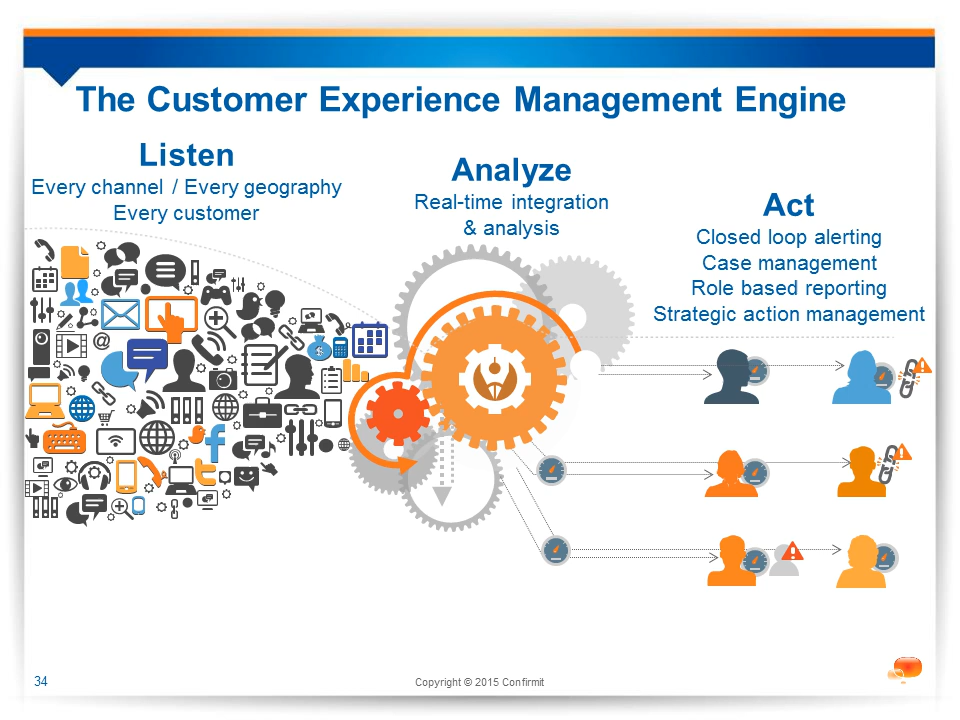 The Customer Experience Management Engine
Listen
Every channel / Every geography
Every customer
Analyze
Real-time integration
& analysis
Act
Closed loop alerting
Case management
Role based reporting
Strategic action management
34
Copyright © 2015 Confirmit